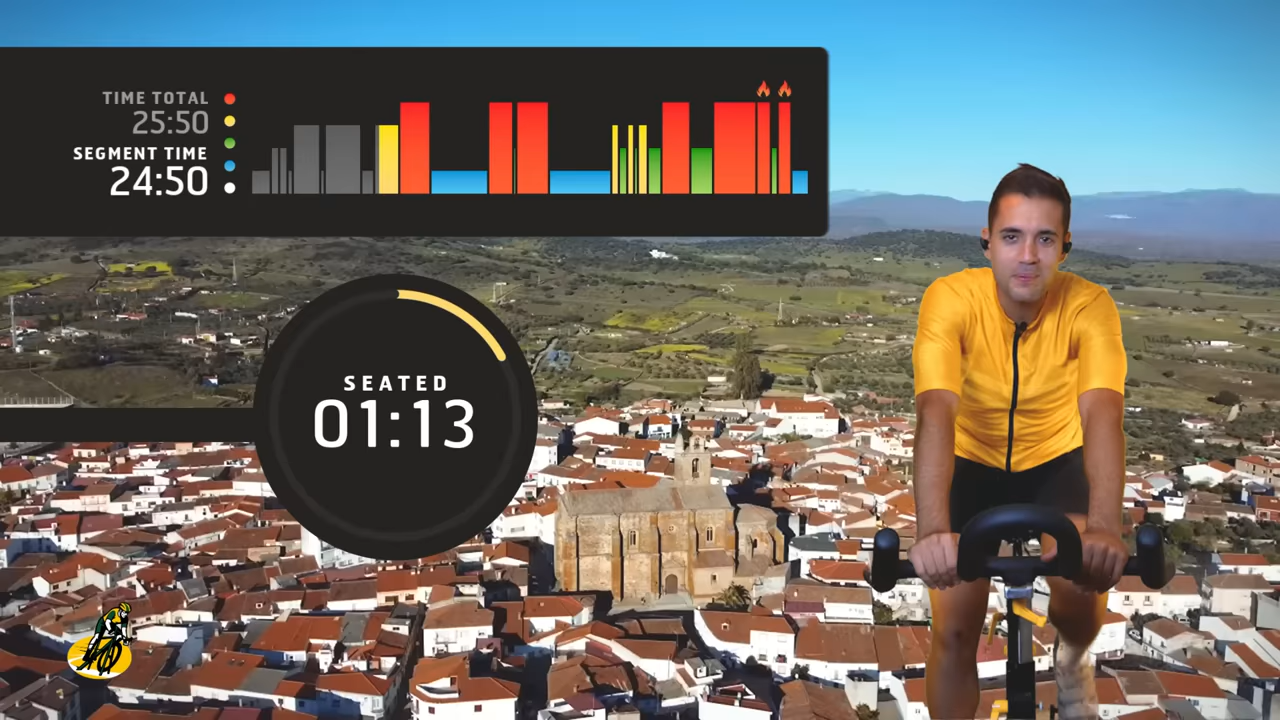 TIME TOTAL
25:50
SEGMENT TIME
24:50
SEATED
01:13